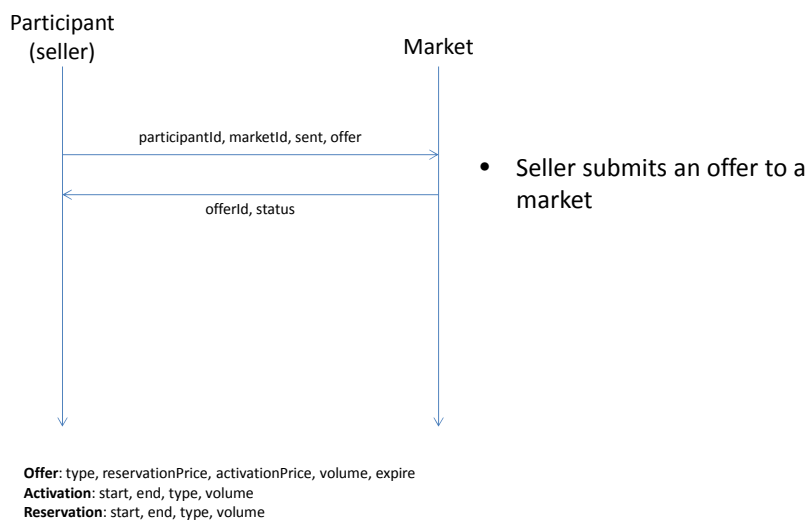 Participant
(seller)
Market
participantId, marketId, sent, offer
• Seller submits an offer to a
market
offerId, status
Offer: type, reservationPrice, activationPrice, volume, expire
Activation: start, end, type, volume
Reservation: start, end, type, volume